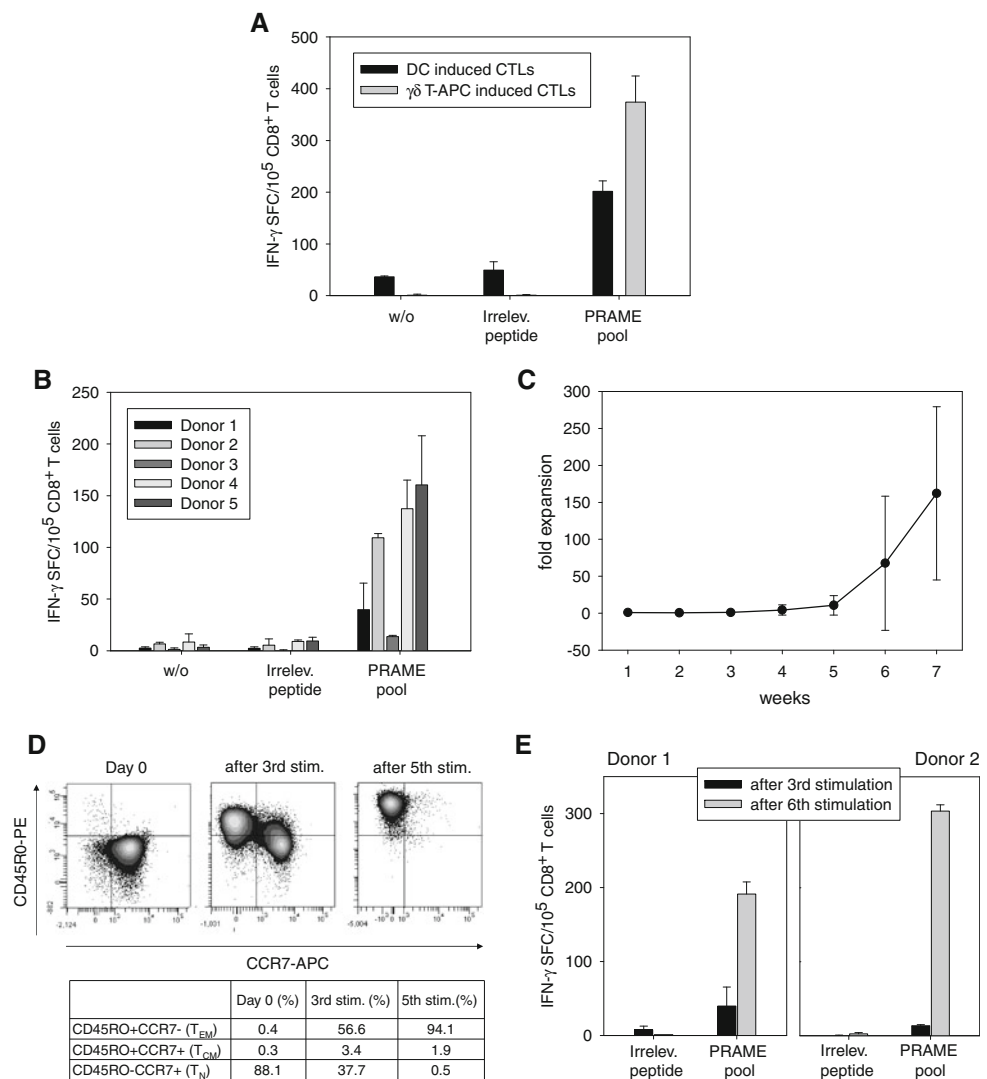 A
500
400
300
200
100
0
IFN-γ SFC/10⁵ CD8⁺ T cells
DC induced CTLs
γδ T-APC induced CTLs
w/o
Irrelev. peptide
PRAME pool
B
250
200
150
100
50
0
IFN-γ SFC/10⁵ CD8⁺ T cells
Donor 1
Donor 2
Donor 3
Donor 4
Donor 5
w/o
Irrelev. peptide
PRAME pool
C
300
250
200
150
100
50
0
-50
fold expansion
1 2 3 4 5 6 7
weeks
D
Day 0
after 3rd stim.
after 5th stim.
CD45R0-PE
-2,124
-1,001
-5,004
CCR7-APC
Day 0 (%) 3rd stim. (%) 5th stim.(%)
CD45RO+CCR7- (T_EM) 0.4 56.6 94.1
CD45RO+CCR7+ (T_CM) 0.3 3.4 1.9
CD45RO-CCR7+ (T_N) 88.1 37.7 0.5
E
Donor 1
Donor 2
after 3rd stimulation
after 6th stimulation
300
200
100
0
IFN-γ SFC/10⁵ CD8⁺ T cells
Irrelev. peptide
PRAME pool
Irrelev. peptide
PRAME pool